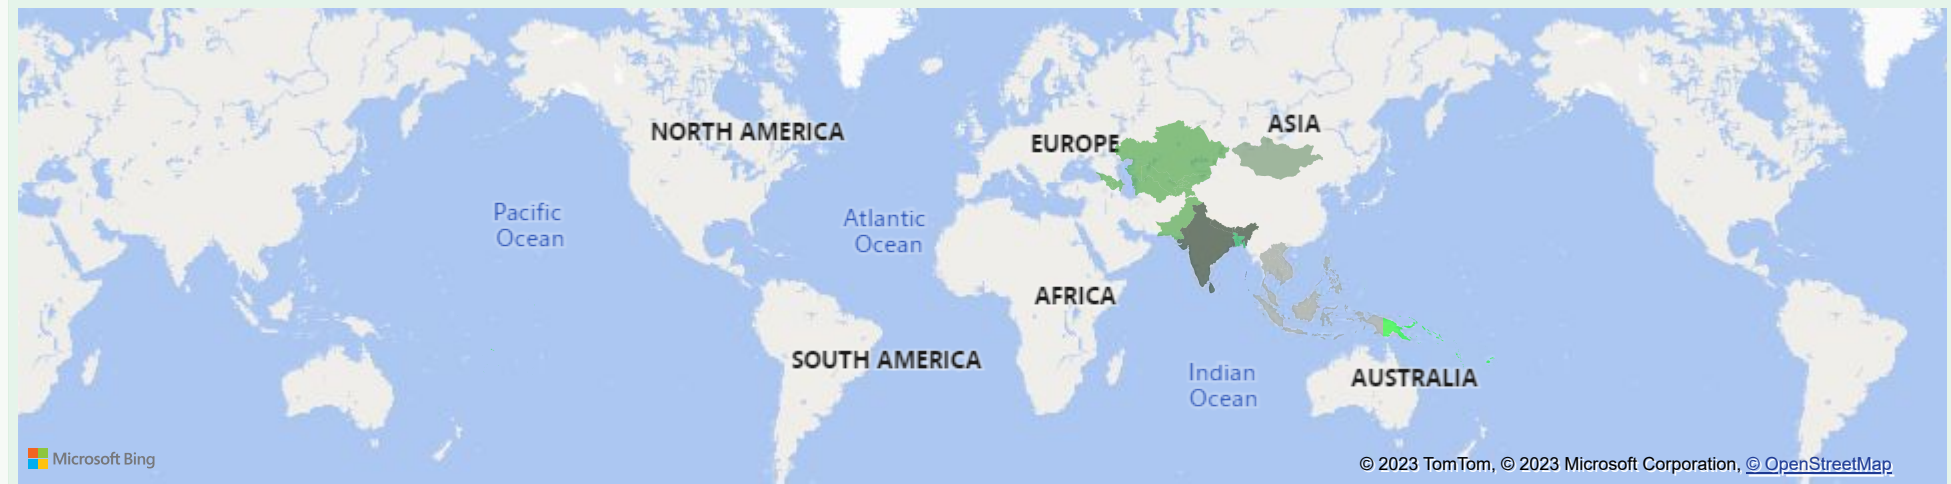 NORTH AMERICA
EUROPE
ASIA
Pacific
Ocean
Atlantic
Ocean
AFRICA
SOUTH AMERICA
Indian
Ocean
AUSTRALIA
Microsoft Bing
© 2023 TomTom, © 2023 Microsoft Corporation, © OpenStreetMap